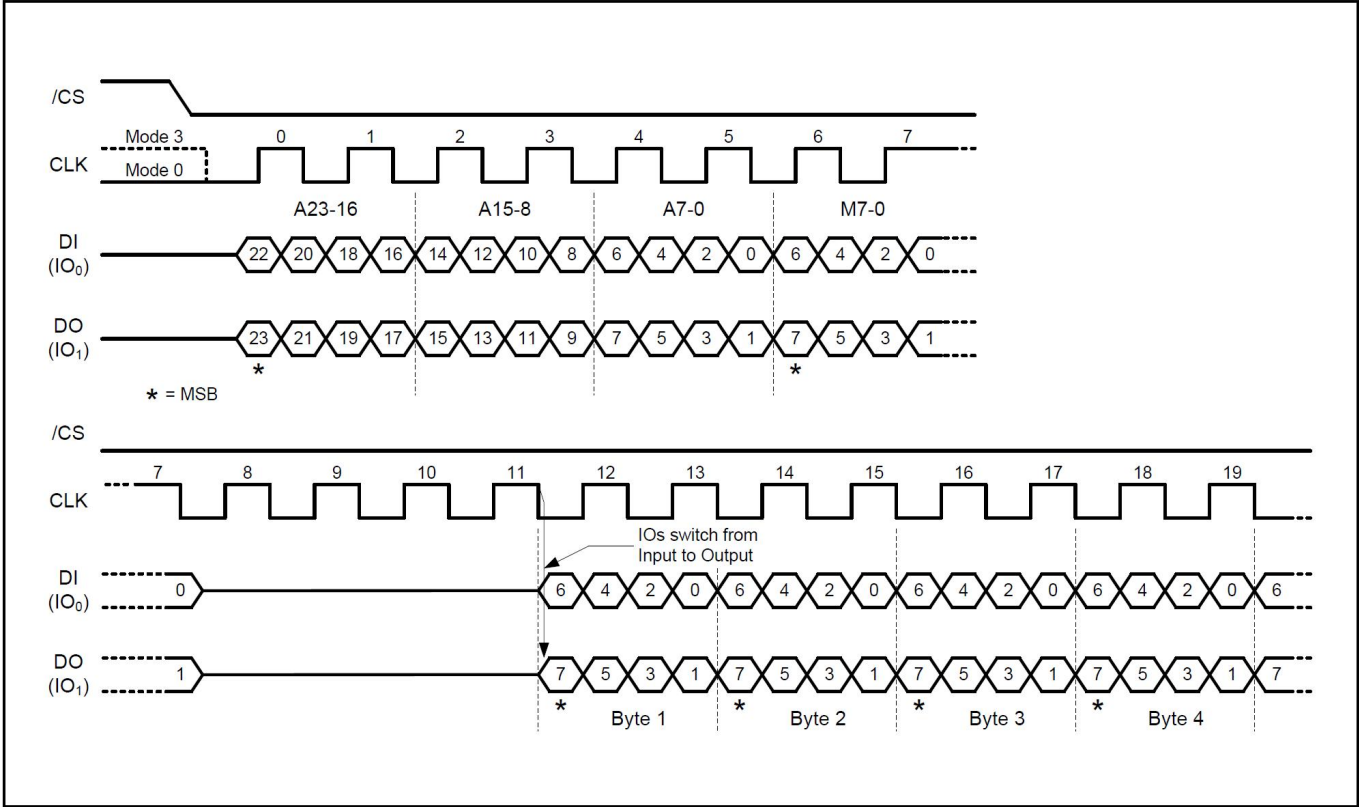 /CS
Mode 3 0 1 2 3 4 5 6 7
CLK
Mode 0
A23-16 A15-8 A7-0 M7-0
DI
(IO₀)
22 20 18 16 14 12 10 8 6 4 2 0 6 4 2 0
DO
(IO₁)
23 21 19 17 15 13 11 9 7 5 3 1 7 5 3 1
* *
* = MSB
/CS
7 8 9 10 11 12 13 14 15 16 17 18 19
CLK
IOs switch from
Input to Output
DI
(IO₀)
0 6 4 2 0 6 4 2 0 6 4 2 0 6 4 2 0 6
DO
(IO₁)
1 7 5 3 1 7 5 3 1 7 5 3 1 7 5 3 1 7
* * * *
Byte 1 Byte 2 Byte 3 Byte 4